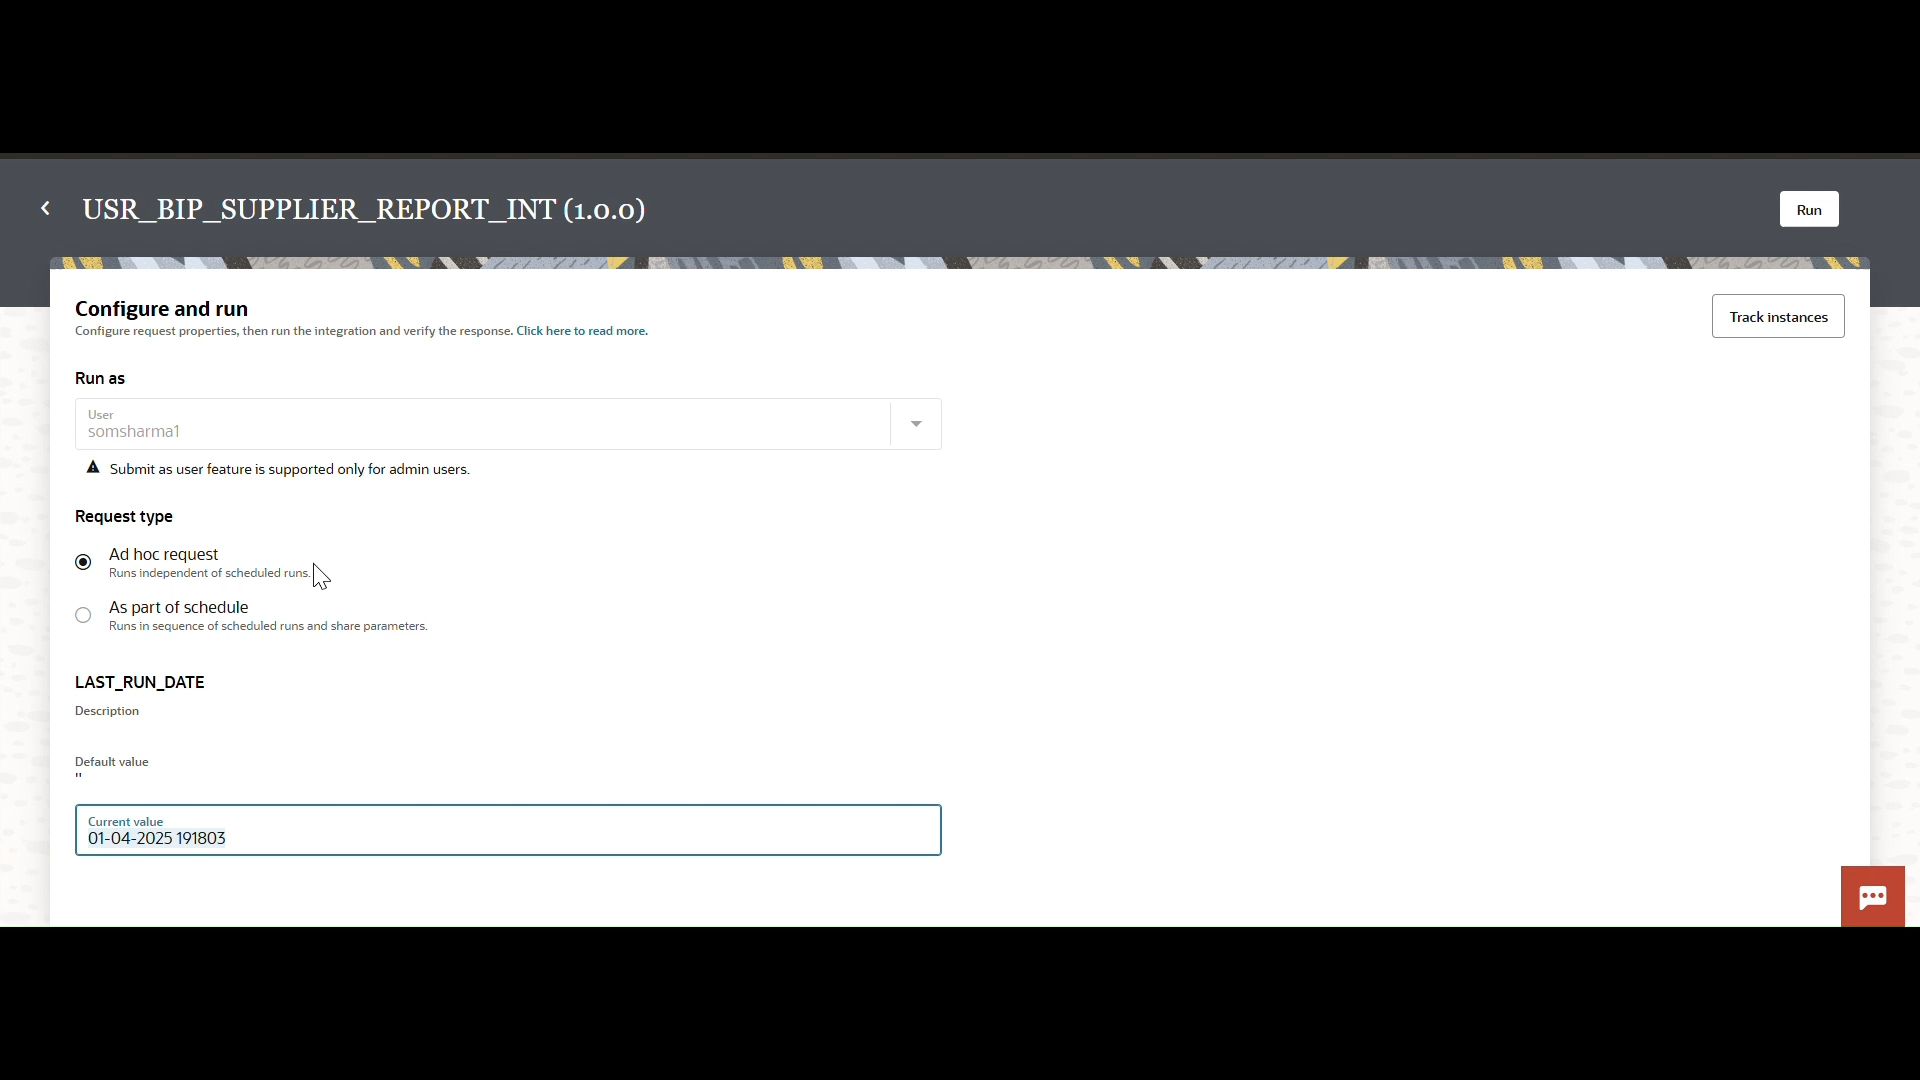 USR_BIP_SUPPLIER_REPORT_INT (1.0.0)
Run
Configure and run
Configure request properties, then run the integration and verify the response. Click here to read more.
Track instances
Run as
User
somsharma1
Submit as user feature is supported only for admin users.
Request type
Ad hoc request
Runs independent of scheduled runs.
As part of schedule
Runs in sequence of scheduled runs and share parameters.
LAST_RUN_DATE
Description
Default value
"
Current value
01-04-2025 191803